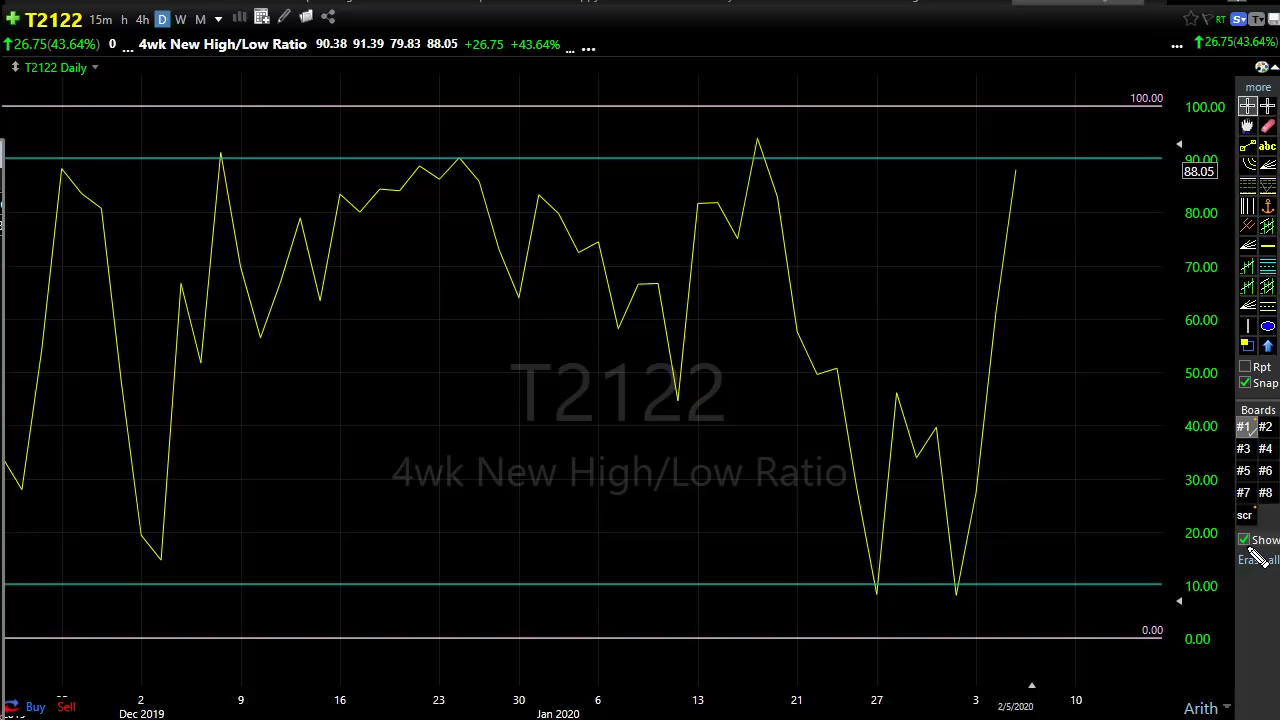 T2122 15m h 4h D W M RT S T
26.75(43.64%) 0 ... 4wk New High/Low Ratio 90.38 91.39 79.83 88.05 +26.75 +43.64% ... ... ... 26.75(43.64%)
T2122 Daily
more
100.00 100.00
abc
90.00
88.05
80.00
70.00
60.00
Rpt
50.00
Snap
T2122
Boards
40.00
#1 #2
#3 #4
4wk New High/Low Ratio
#5 #6
30.00
#7 #8
scr
20.00
Show
Erase all
10.00
0.00 0.00
2 9 16 23 30 6 13 21 27 3 10
Buy Sell
2/5/2020
Arith
Dec 2019 Jan 2020